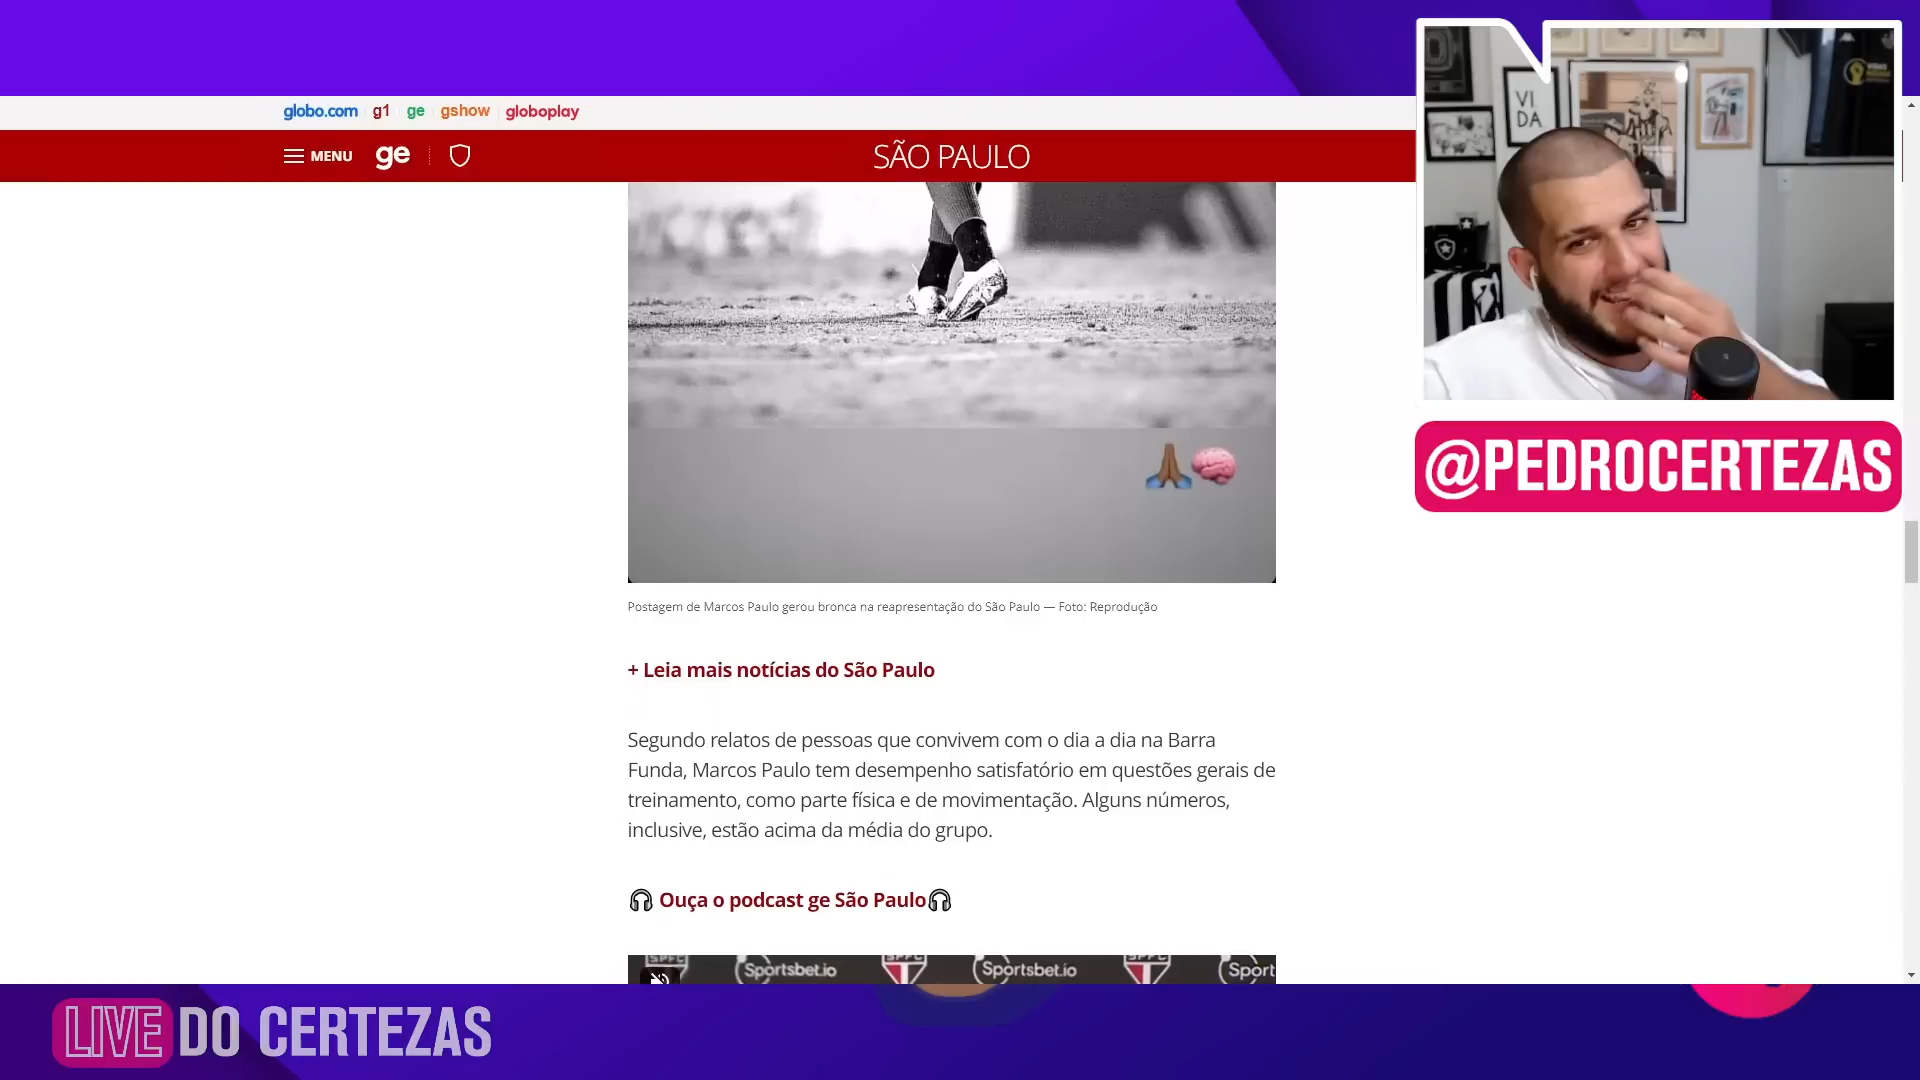 globo.com g1 ge gshow globoplay
MENU ge
SÃO PAULO
VI
DA
@PEDROCERTEZAS
Postagem de Marcos Paulo gerou bronca na reapresentação do São Paulo — Foto: Reprodução
+ Leia mais notícias do São Paulo
Segundo relatos de pessoas que convivem com o dia a dia na Barra
Funda, Marcos Paulo tem desempenho satisfatório em questões gerais de
treinamento, como parte física e de movimentação. Alguns números,
inclusive, estão acima da média do grupo.
🎧 Ouça o podcast ge São Paulo🎧
SPFC Sportsbet.io SPFC Sportsbet.io SPFC Sport
LIVE DO CERTEZAS